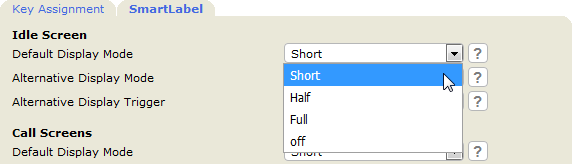 Key Assignment SmartLabel
Idle Screen
Default Display Mode Short ?
Short
Alternative Display Mode ?
Half
Alternative Display Trigger ?
Full
off
Call Screens
Default Display Mode Short ?